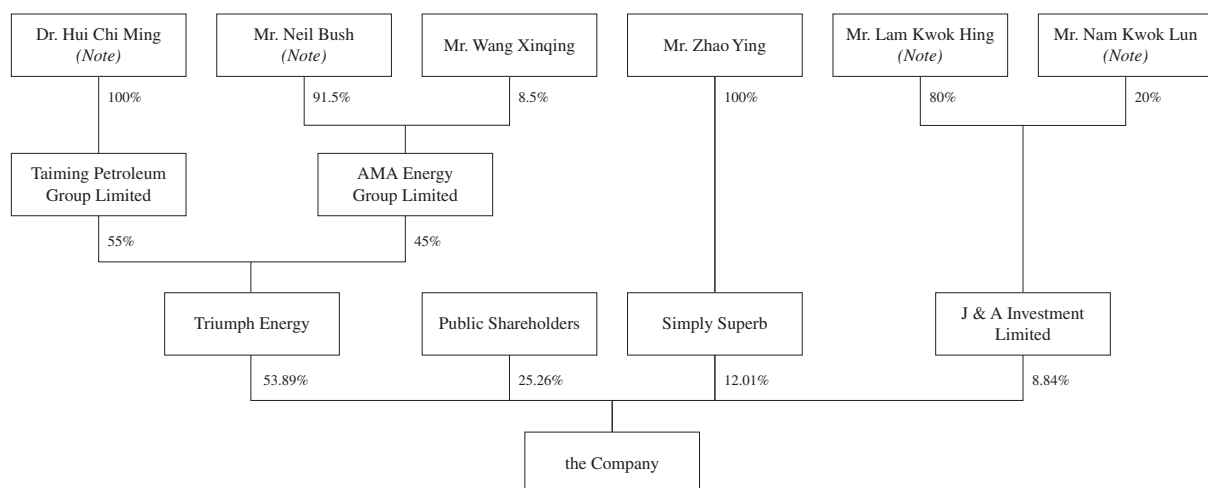 Dr. Hui Chi Ming
(Note)
Mr. Neil Bush
(Note)
Mr. Wang Xinqing
Mr. Zhao Ying
Mr. Lam Kwok Hing
(Note)
Mr. Nam Kwok Lun
(Note)
100%
91.5%
8.5%
100%
80%
20%
Taiming Petroleum
Group Limited
AMA Energy
Group Limited
55%
45%
Triumph Energy
Public Shareholders
Simply Superb
J & A Investment
Limited
53.89%
25.26%
12.01%
8.84%
the Company